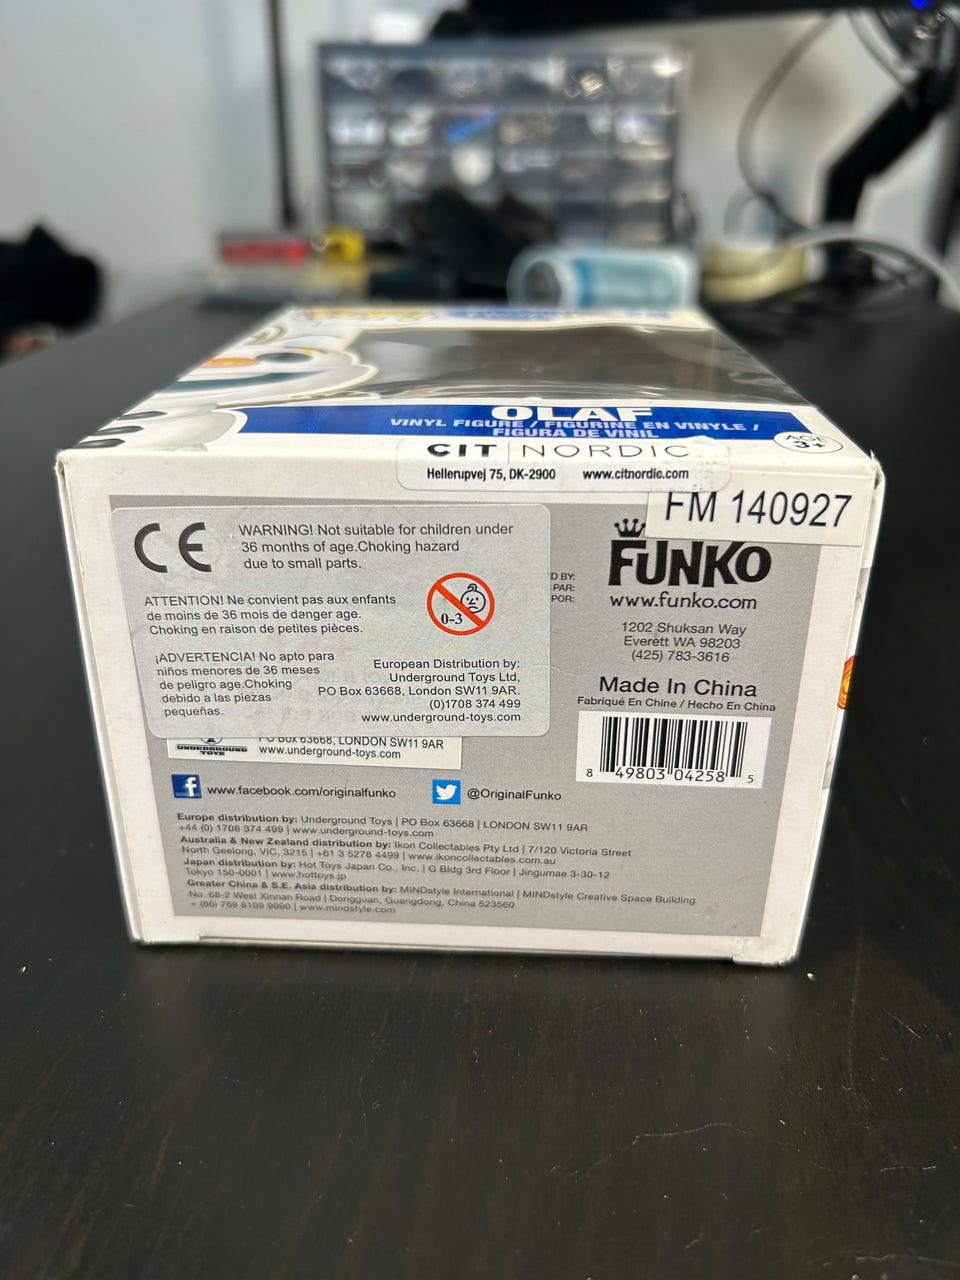 OLAF
VINYL FIGURE / FIGURINE EN VINYLE /
FIGURA DE VINIL
AGE
3+
CIT | NORDIC
Hellerupvej 75, DK-2900 www.citnordic.com
FM 140927
CE
WARNING! Not suitable for children under
36 months of age.Choking hazard
due to small parts.
ATTENTION! Ne convient pas aux enfants
de moins de 36 mois de danger age.
Choking en raison de petites pièces.
0-3
¡ADVERTENCIA! No apto para
niños menores de 36 meses
de peligro age.Choking
debido a las piezas
pequeñas.
European Distribution by:
Underground Toys Ltd,
PO Box 63668, London SW11 9AR.
(0)1708 374 499
www.underground-toys.com
D BY:
PAR:
POR:
FUNKO
www.funko.com
1202 Shuksan Way
Everett WA 98203
(425) 783-3616
Made In China
Fabriqué En Chine / Hecho En China
8 49803 04258 5
UNDERGROUND
TOYS
PO Box 63668, LONDON SW11 9AR
www.underground-toys.com
f www.facebook.com/originalfunko
@OriginalFunko
Europe distribution by: Underground Toys | PO Box 63668 | LONDON SW11 9AR
+44 (0) 1708 374 499 | www.underground-toys.com
Australia & New Zealand distribution by: Ikon Collectables Pty Ltd | 7/120 Victoria Street
North Geelong, VIC, 3215 | +61 3 5278 4499 | www.ikoncollectables.com.au
Japan distribution by: Hot Toys Japan Co., Inc. | G Bldg 3rd Floor | Jingumae 3-30-12
Tokyo 150-0001 | www.hottoys.jp
Greater China & S.E. Asia distribution by: MINDstyle International | MINDstyle Creative Space Building
No. 68-2 West Xinnan Road | Dongguan, Guangdong, China 523560
+ (86) 769 8109 9090 | www.mindstyle.com